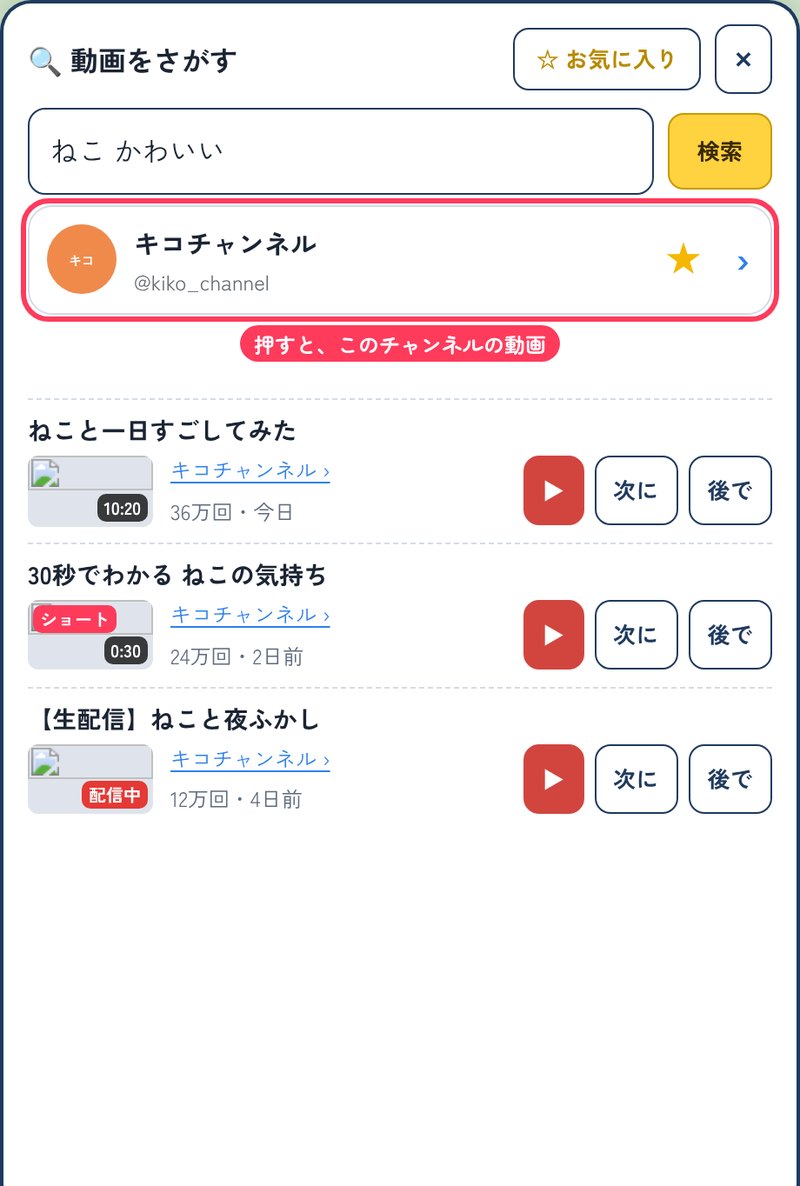 🔍 動画をさがす
☆ お気に入り
×
ねこ かわいい
検索
キコ
キコチャンネル
@kiko_channel
★ ›
押すと、このチャンネルの動画
ねこと一日すごしてみた
10:20
キコチャンネル ›
36万回・今日
▶ 次に 後で
30秒でわかる ねこの気持ち
ショート
0:30
キコチャンネル ›
24万回・2日前
▶ 次に 後で
【生配信】ねこと夜ふかし
配信中
キコチャンネル ›
12万回・4日前
▶ 次に 後で